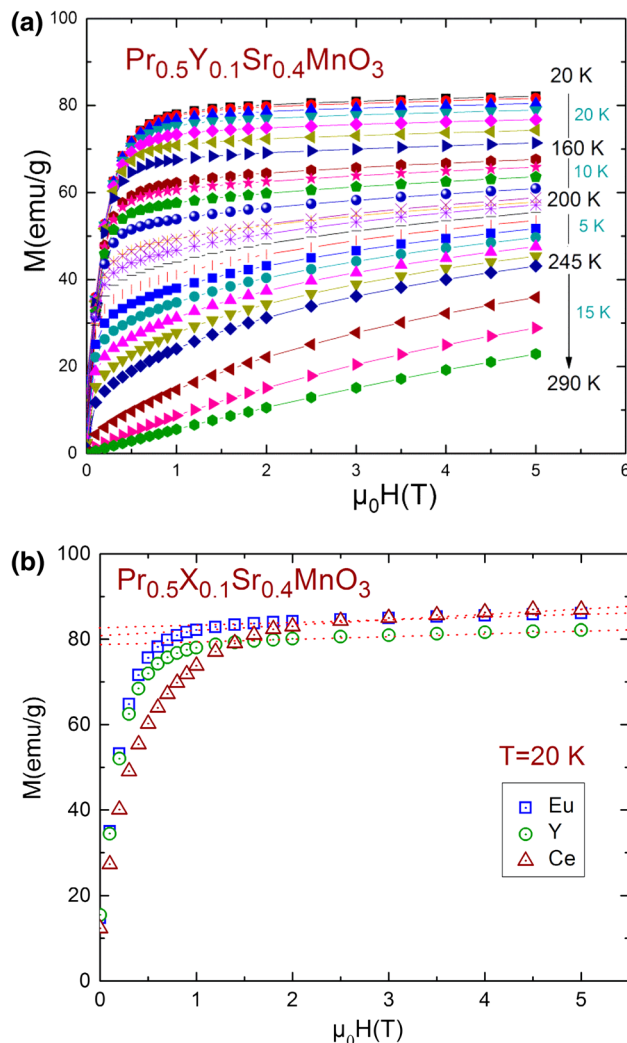 (a)
Pr0.5Y0.1Sr0.4MnO3
100
80
60
40
20
0
M(emu/g)
20 K
20 K
160 K
10 K
200 K
5 K
245 K
15 K
290 K
0 1 2 3 4 5 6
μ0H(T)
(b)
Pr0.5X0.1Sr0.4MnO3
100
80
60
40
20
0
M(emu/g)
T=20 K
Eu
Y
Ce
0 1 2 3 4 5
μ0H(T)